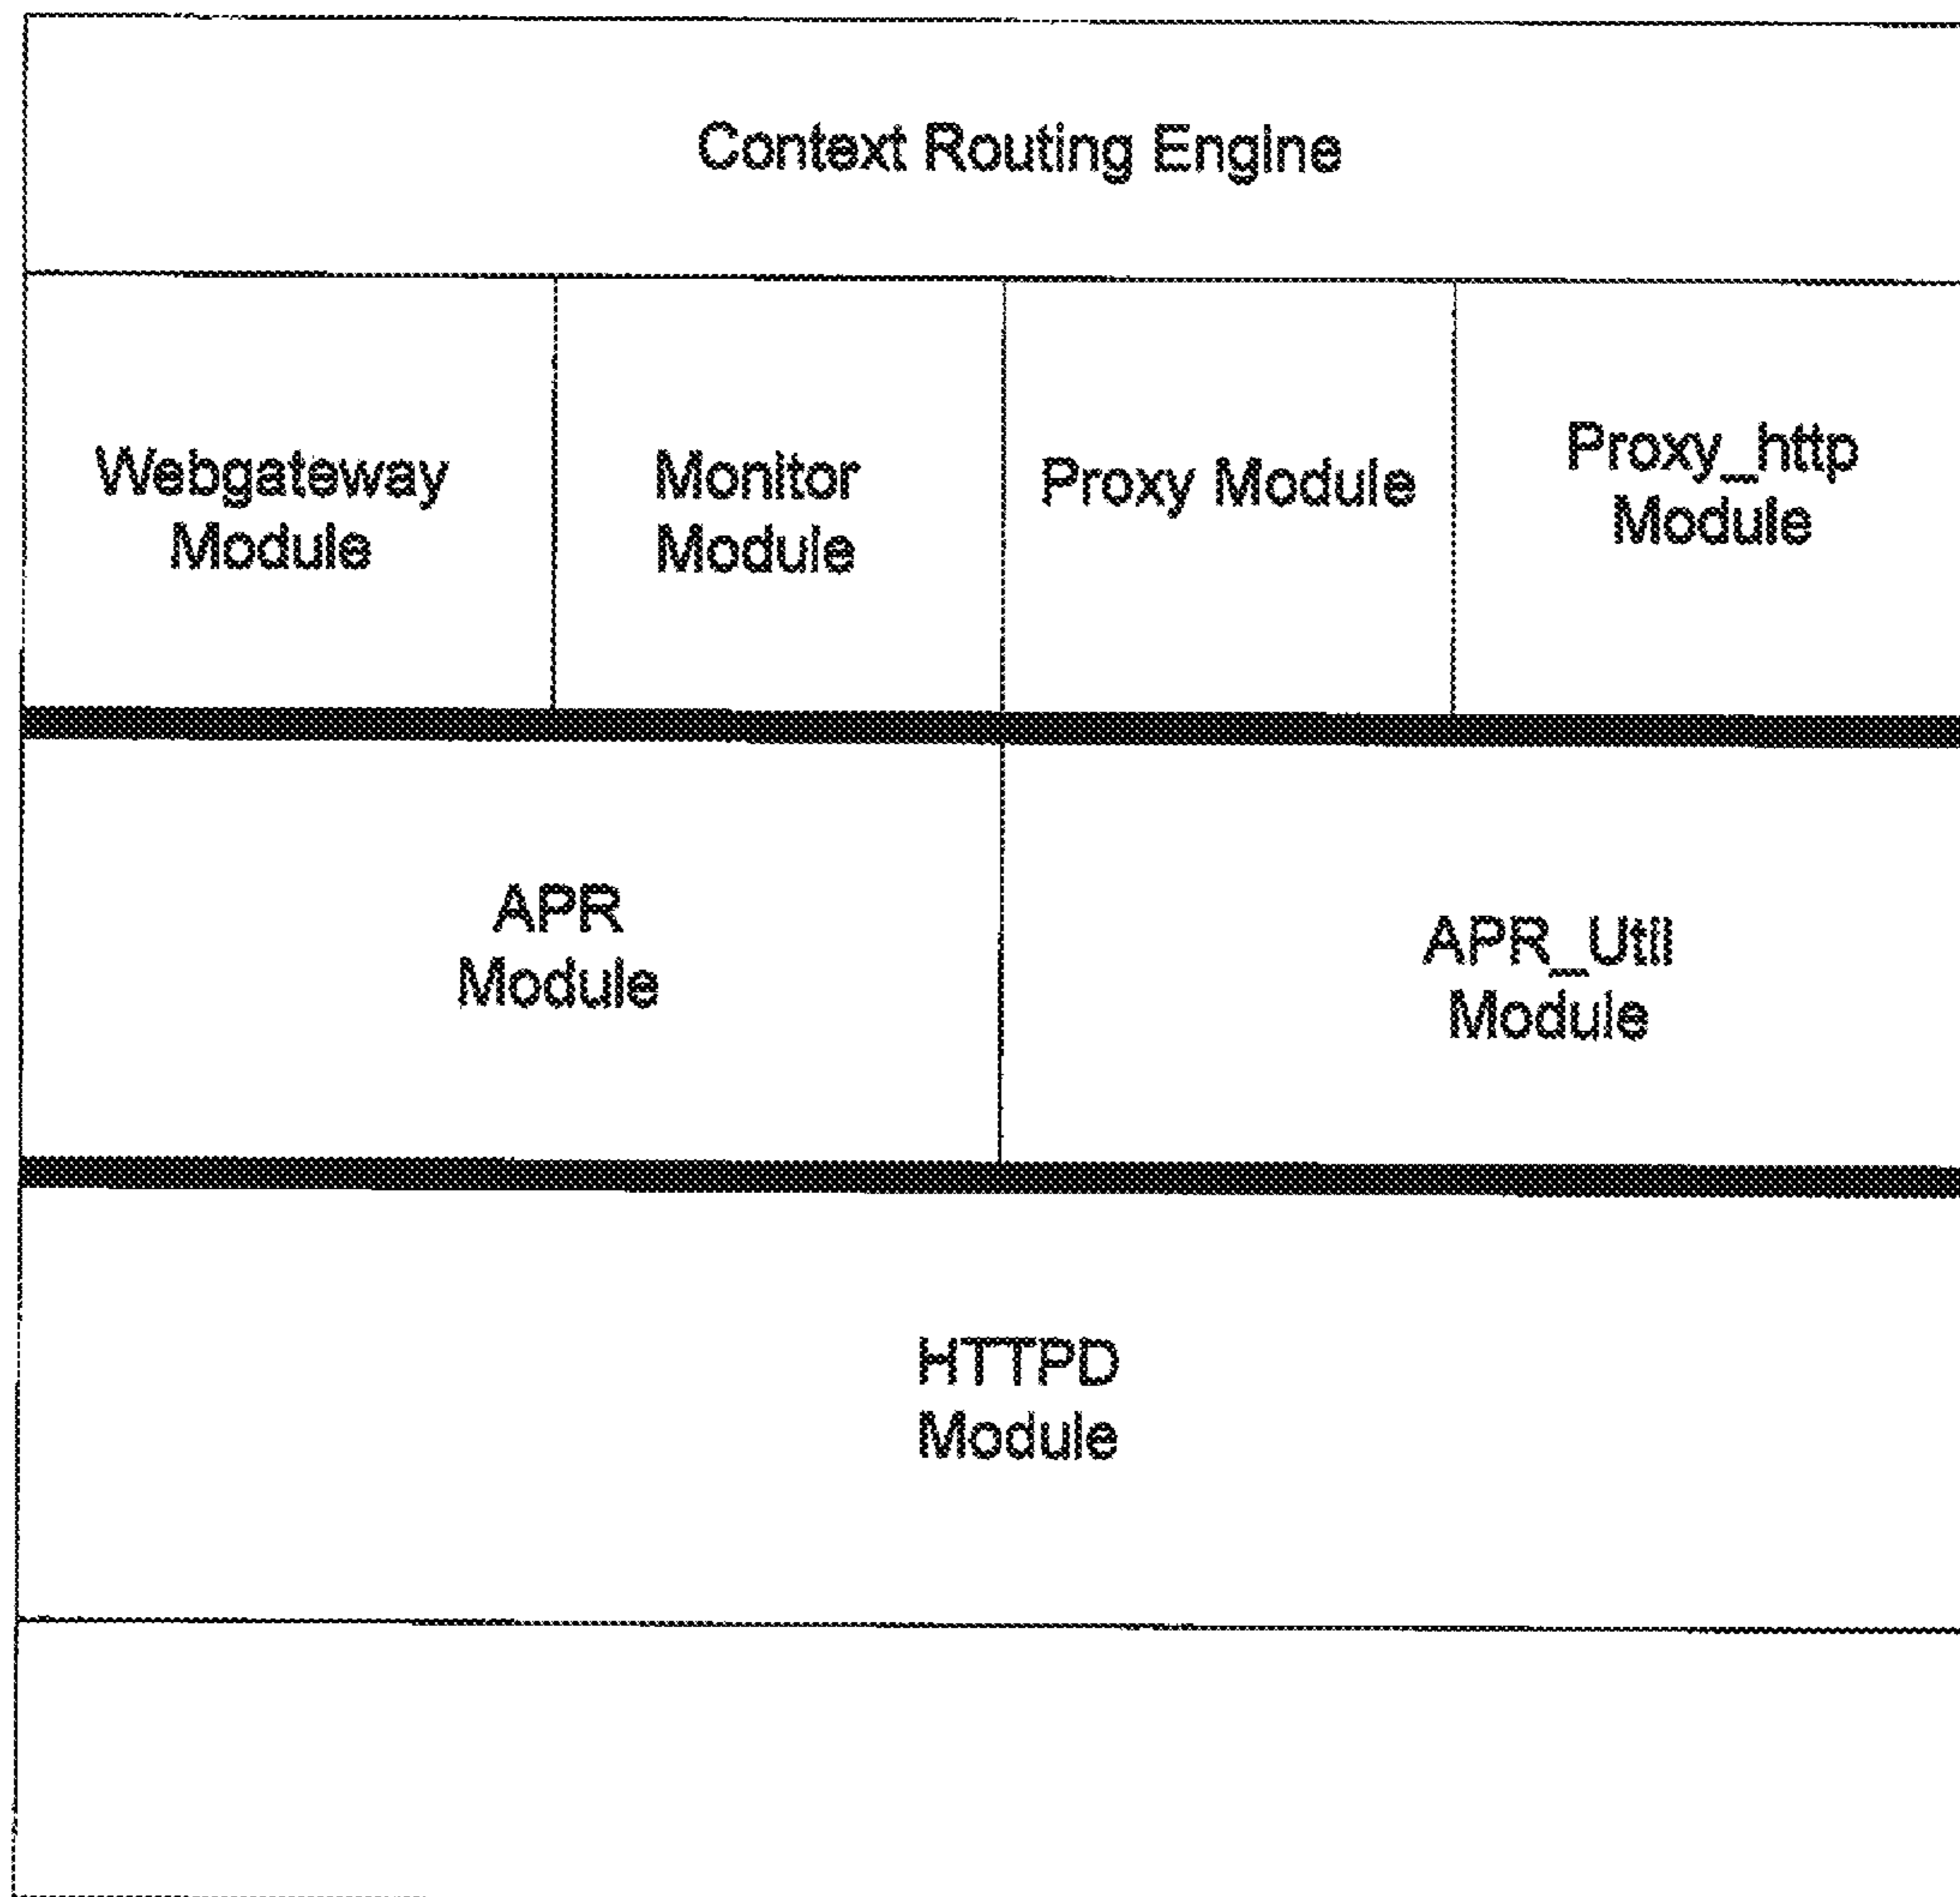 Context Routing Engine
Webgateway
Module
Monitor
Module
Proxy Module
Proxy_http
Module
APR
Module
APR_Util
Module
HTTPD
Module